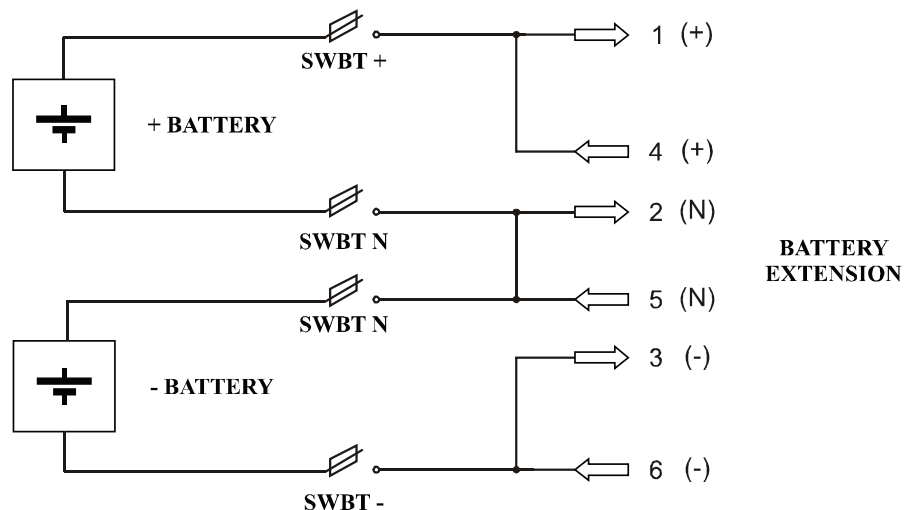 1 (+)
SWBT +
+ BATTERY
4 (+)
2 (N)
SWBT N
BATTERY
EXTENSION
5 (N)
SWBT N
3 (-)
- BATTERY
6 (-)
SWBT -